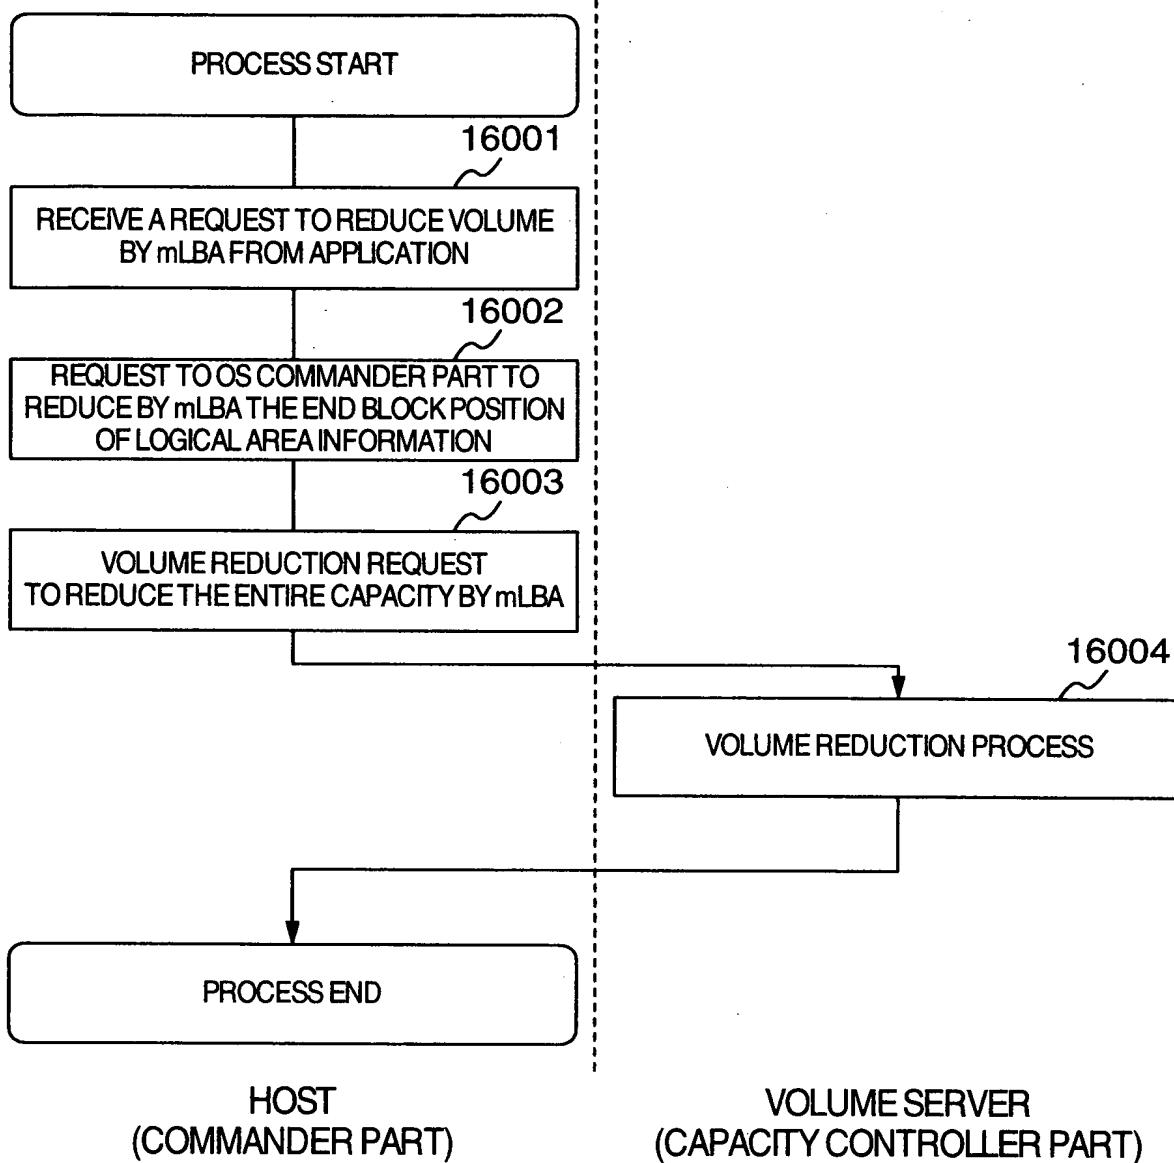 PROCESS START
16001
RECEIVE A REQUEST TO REDUCE VOLUME
BY mLBA FROM APPLICATION
16002
REQUEST TO OS COMMANDER PART TO
REDUCE BY mLBA THE END BLOCK POSITION
OF LOGICAL AREA INFORMATION
16003
VOLUME REDUCTION REQUEST
TO REDUCE THE ENTIRE CAPACITY BY mLBA
16004
VOLUME REDUCTION PROCESS
PROCESS END
HOST
(COMMANDER PART)
VOLUME SERVER
(CAPACITY CONTROLLER PART)